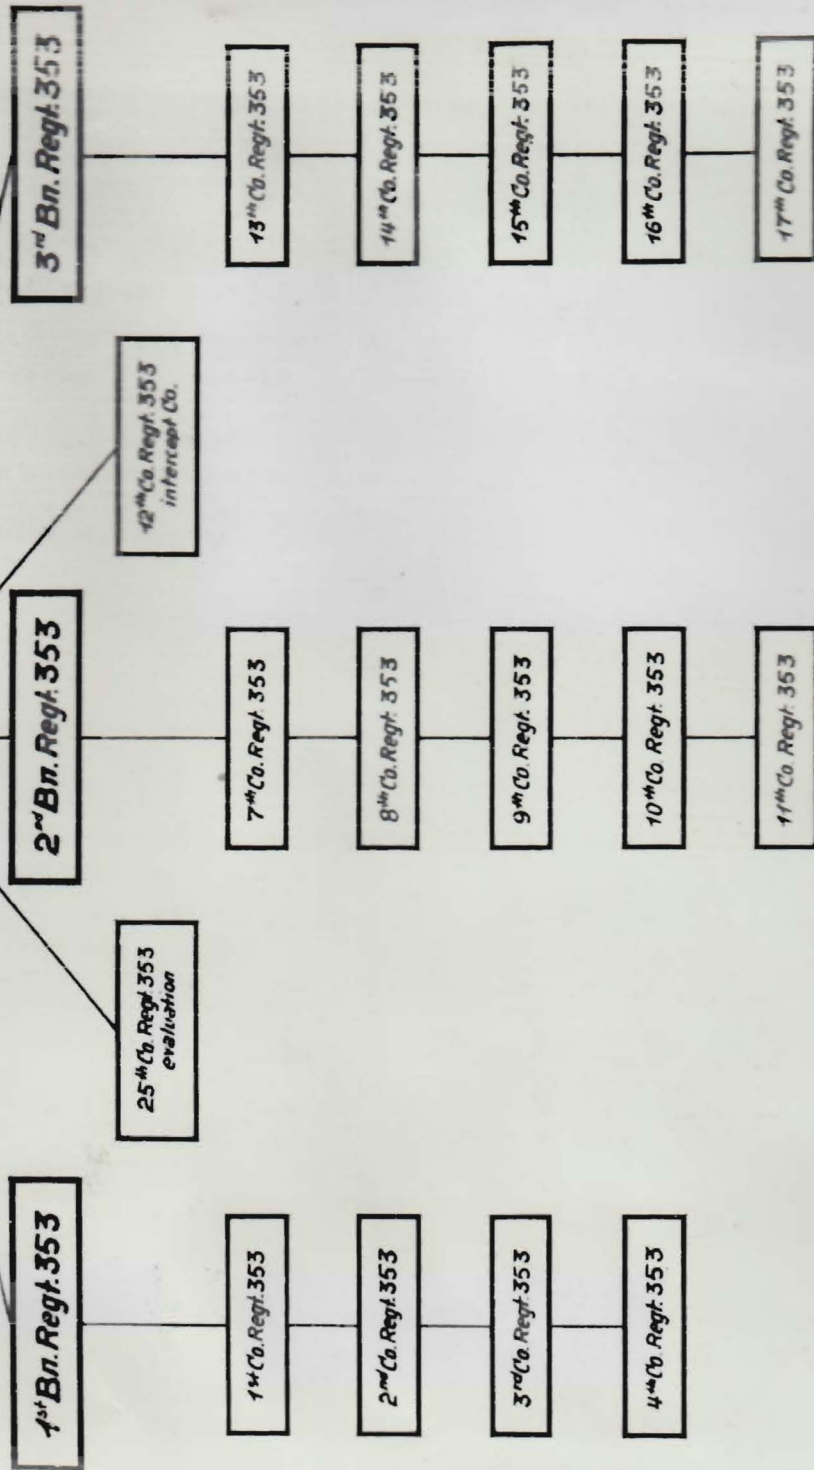 1st Bn. Regt. 353
2nd Bn. Regt. 353
3rd Bn. Regt. 353
25th Co. Regt. 353
evaluation
12th Co. Regt. 353
intercept Co.
1st Co. Regt. 353
7th Co. Regt. 353
13th Co. Regt. 353
2nd Co. Regt. 353
8th Co. Regt. 353
14th Co. Regt. 353
3rd Co. Regt. 353
9th Co. Regt. 353
15th Co. Regt. 353
4th Co. Regt. 353
10th Co. Regt. 353
16th Co. Regt. 353
11th Co. Regt. 353
17th Co. Regt. 353